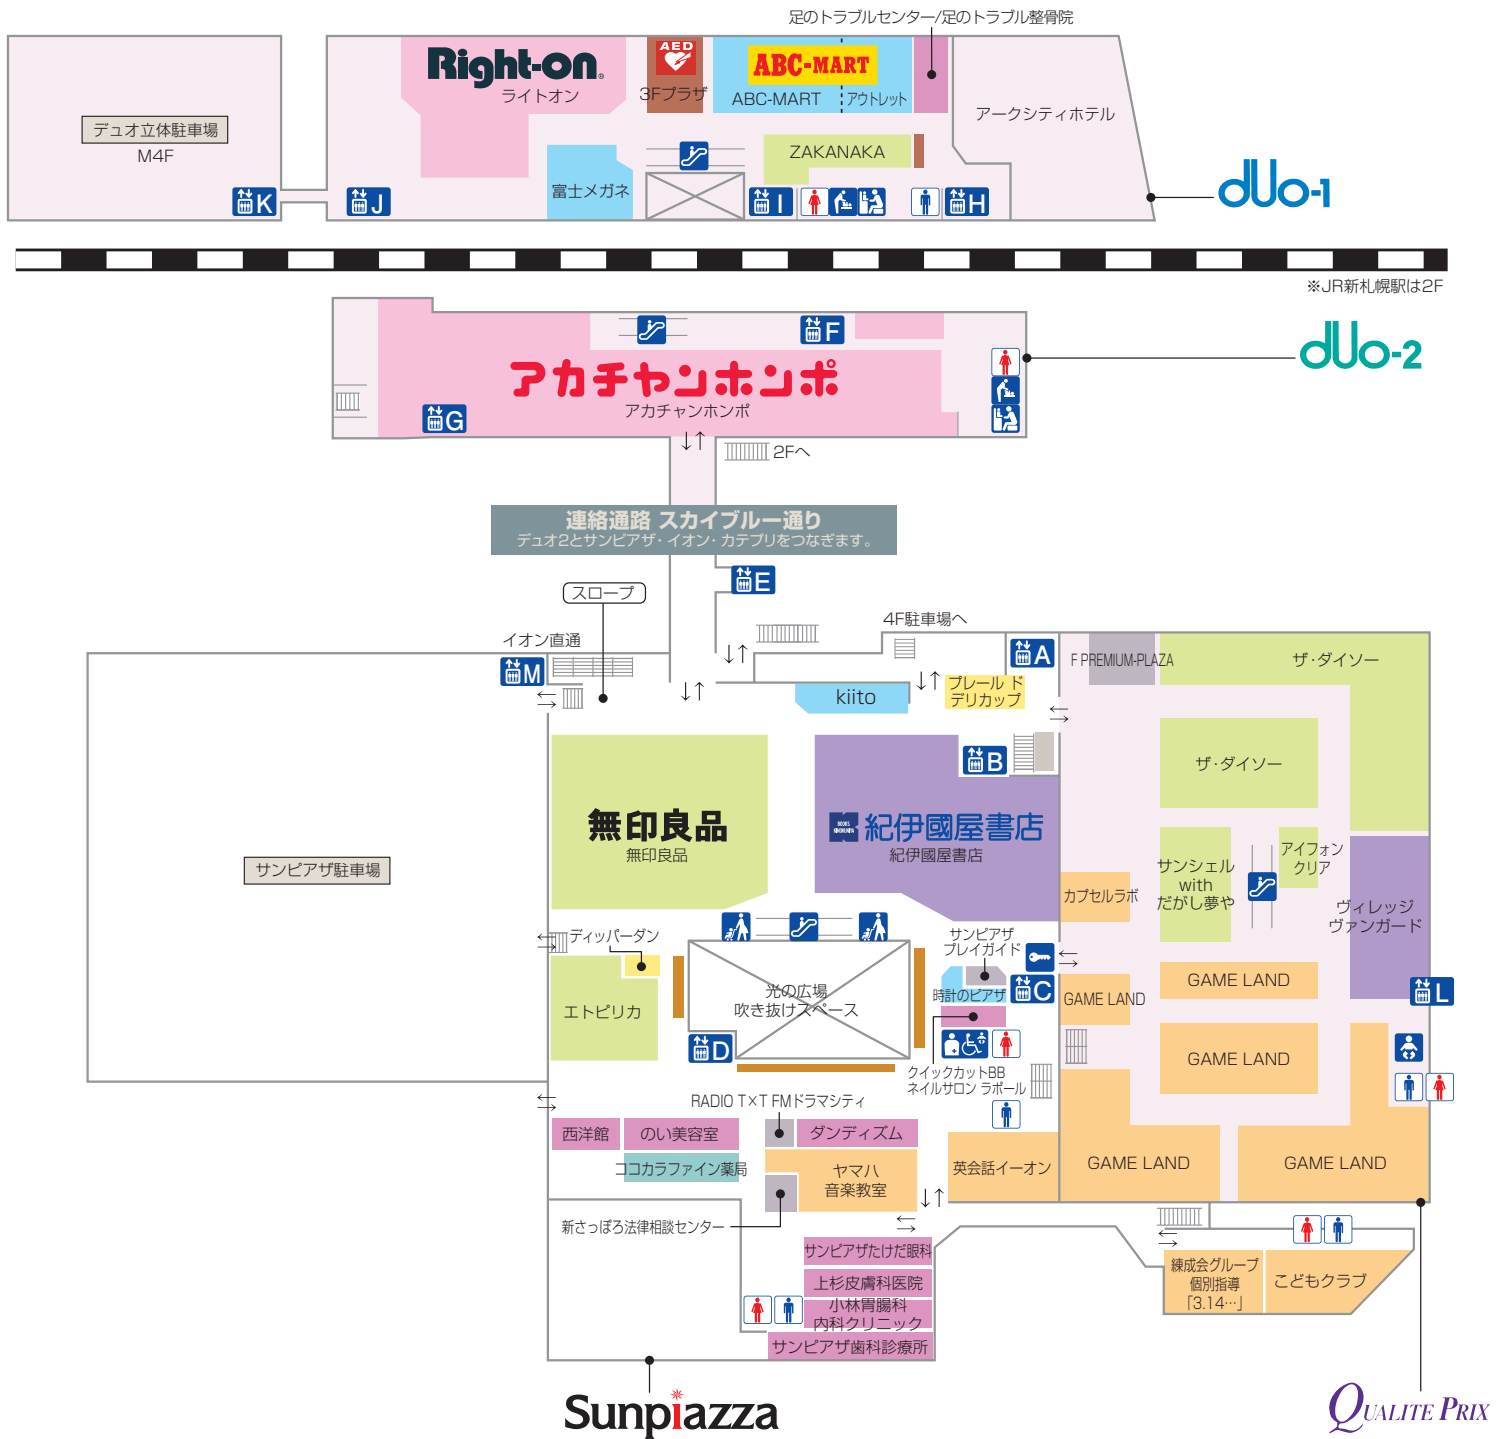 足のトラブルセンター/足のトラブル整骨院
Right-on
ライトオン
AED
3Fプラザ
ABC-MART
ABC-MART
アウトレット
アークシティホテル
デュオ立体駐車場
M4F
富士メガネ
ZAKANAKA
K
J
I
H
duo-1
※JR新札幌駅は2F
duo-2
F
アカチャンホンポ
アカチャンホンポ
G
2Fへ
連絡通路 スカイブルー通り
デュオ2とサンピアザ・イオン・カテプリをつなぎます。
E
スロープ
イオン直通
M
4F駐車場へ
A
kiito
プレール ド
デリカップ
F PREMIUM-PLAZA
ザ・ダイソー
ザ・ダイソー
B
無印良品
無印良品
BOOKS
KINOKUNIYA
紀伊國屋書店
紀伊國屋書店
サンピアザ駐車場
カプセルラボ
サンシェル
with
だがし夢や
アイフォン
クリア
ヴィレッジ
ヴァンガード
ディッパーダン
サンピアザ
プレイガイド
エトピリカ
光の広場
吹き抜けスペース
時計のピアザ
C
GAME LAND
GAME LAND
L
D
GAME LAND
クイックカットBB
ネイルサロン ラポール
RADIO T×T FMドラマシティ
西洋館
のい美容室
ダンディズム
ココカラファイン薬局
ヤマハ
音楽教室
英会話イーオン
GAME LAND
GAME LAND
新さっぽろ法律相談センター
サンピアザたけだ眼科
上杉皮膚科医院
小林胃腸科
内科クリニック
サンピアザ歯科診療所
練成会グループ
個別指導
「3.14…」
こどもクラブ
Sunpiazza
QUALITE PRIX